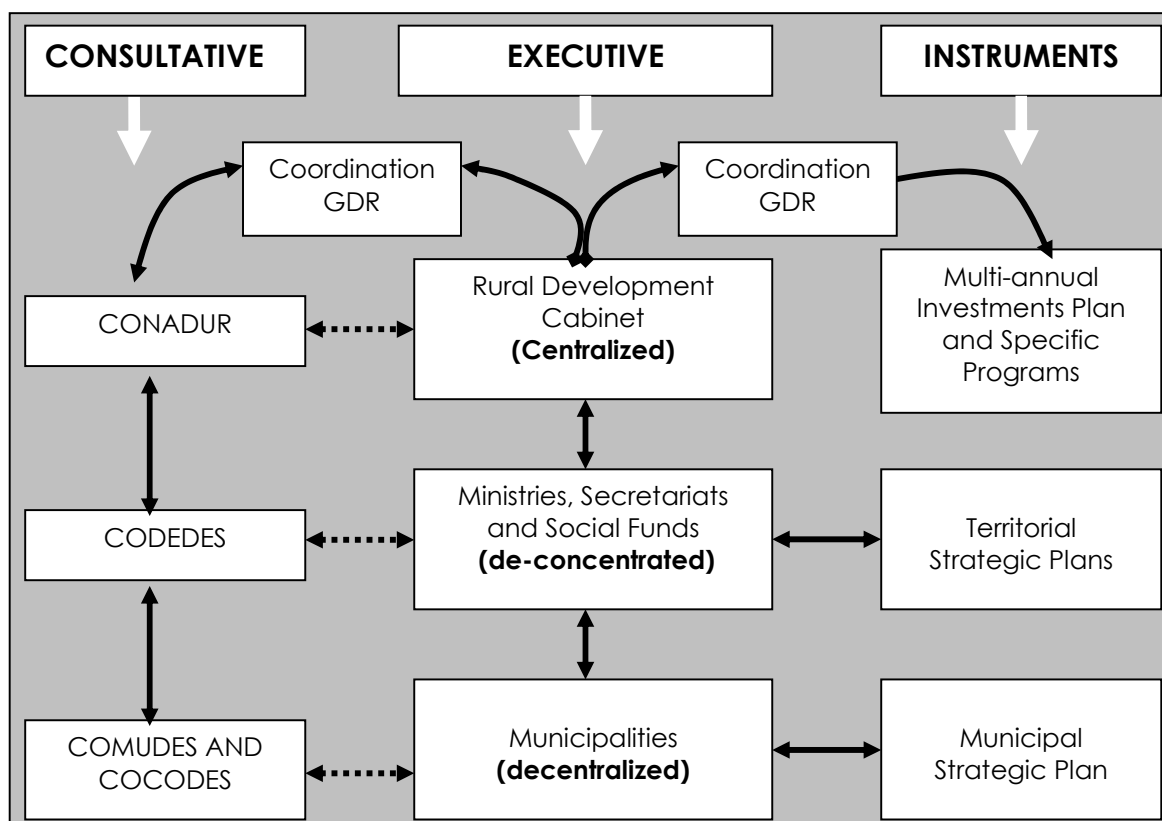 CONSULTATIVE
EXECUTIVE
INSTRUMENTS
Coordination
GDR
Coordination
GDR
CONADUR
Rural Development
Cabinet
(Centralized)
Multi-annual
Investments Plan
and Specific
Programs
CODEDES
Ministries, Secretariats
and Social Funds
(de-concentrated)
Territorial
Strategic Plans
COMUDES AND
COCODES
Municipalities
(decentralized)
Municipal
Strategic Plan